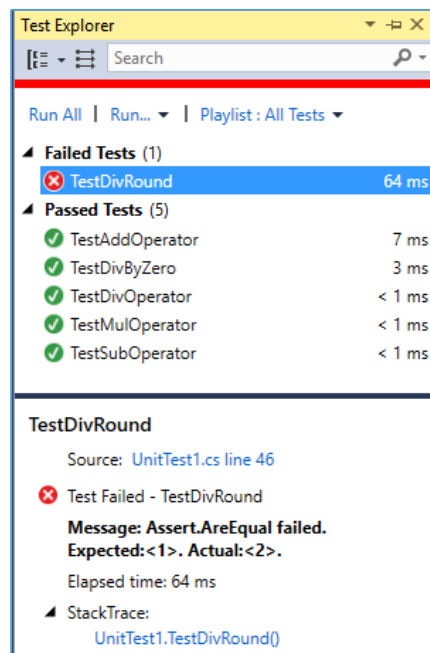 Test Explorer
Search
Run All | Run... | Playlist : All Tests
Failed Tests (1)
TestDivRound 64 ms
Passed Tests (5)
TestAddOperator 7 ms
TestDivByZero 3 ms
TestDivOperator < 1 ms
TestMulOperator < 1 ms
TestSubOperator < 1 ms
TestDivRound
Source: UnitTest1.cs line 46
Test Failed - TestDivRound
Message: Assert.AreEqual failed.
Expected:<1>. Actual:<2>.
Elapsed time: 64 ms
StackTrace:
UnitTest1.TestDivRound()